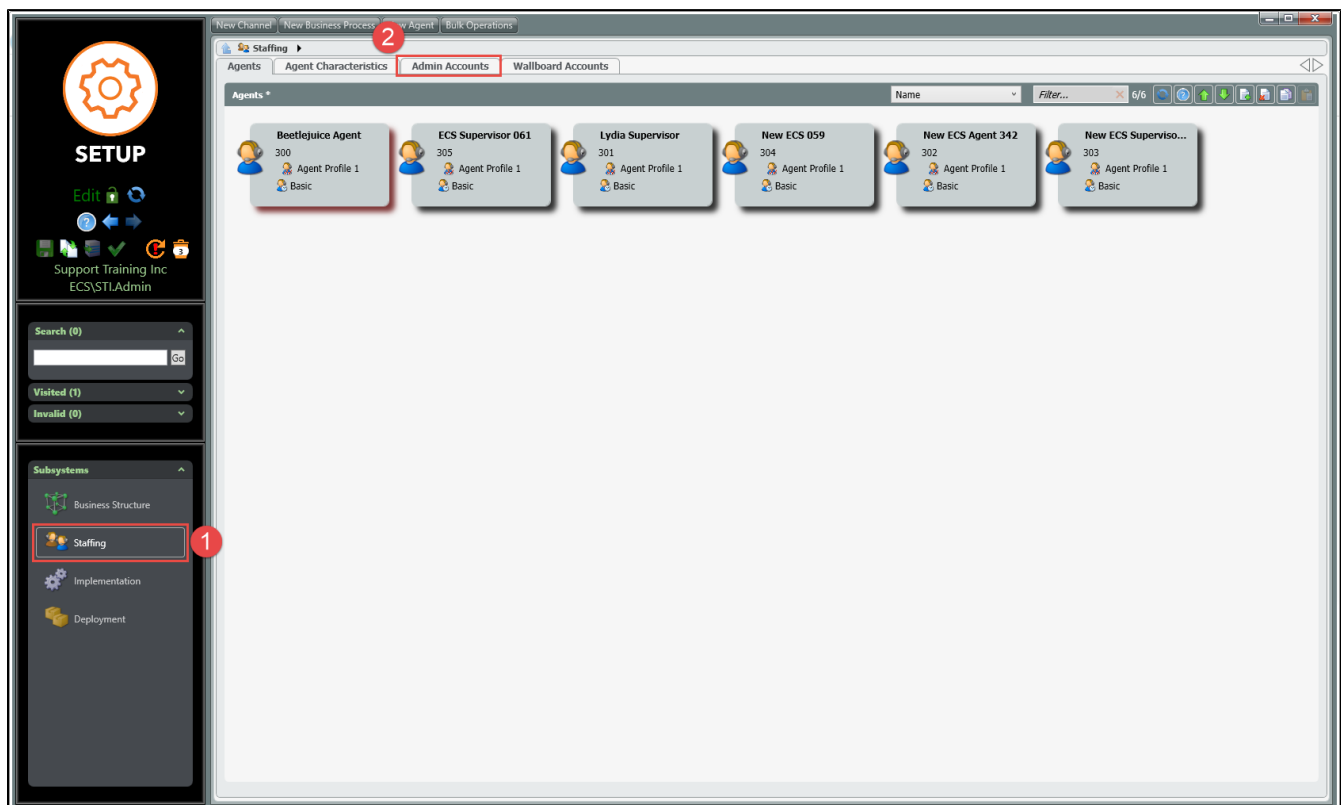 New Channel New Business Process Agent Bulk Operations
2
Staffing
Agents Agent Characteristics Admin Accounts Wallboard Accounts
Agents *
Name Filter... 6/6
Beetlejuice Agent
300
Agent Profile 1
Basic
ECS Supervisor 061
305
Agent Profile 1
Basic
Lydia Supervisor
301
Agent Profile 1
Basic
New ECS 059
304
Agent Profile 1
Basic
New ECS Agent 342
302
Agent Profile 1
Basic
New ECS Superviso...
303
Agent Profile 1
Basic
SETUP
Edit
3
Support Training Inc
ECS\STI.Admin
Search (0)
Go
Visited (1)
Invalid (0)
Subsystems
Business Structure
Staffing
1
Implementation
Deployment